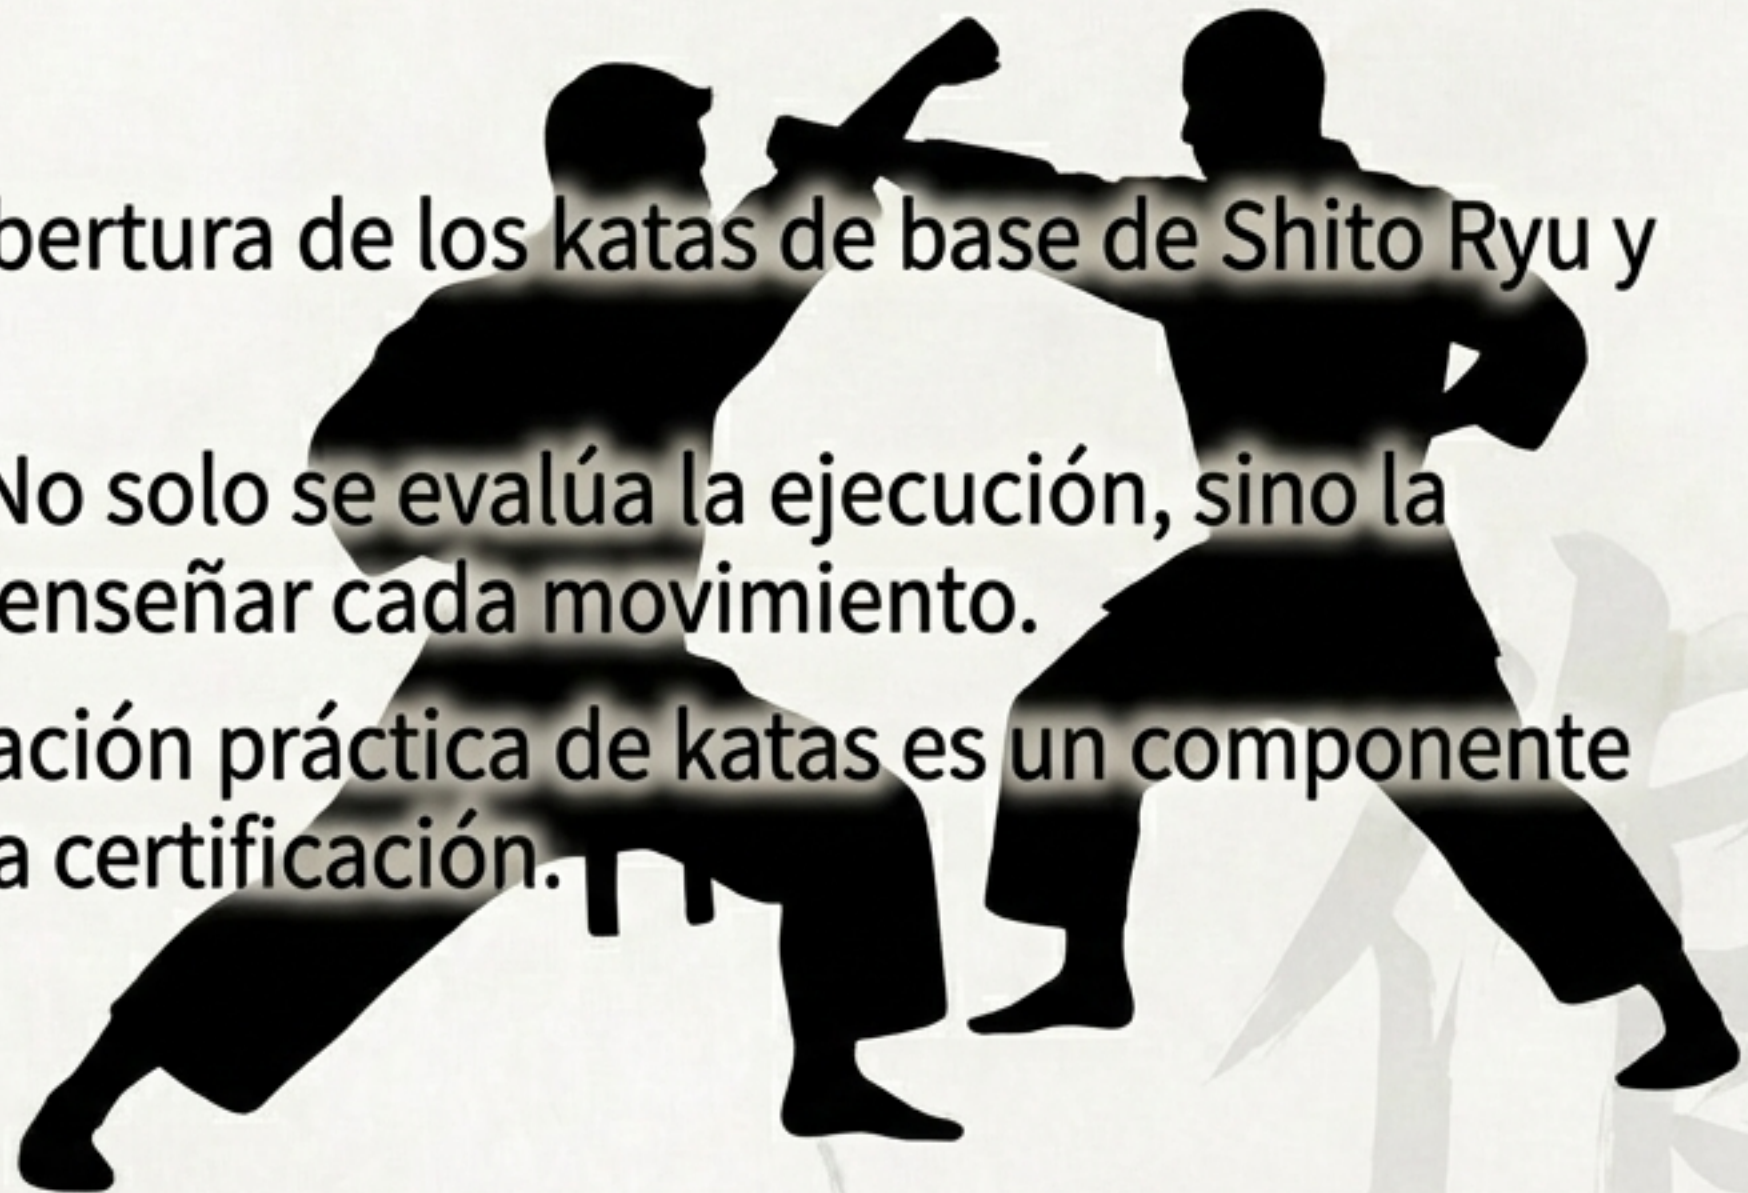 bertura de los katas de base de Shito Ryu y
No solo se evalúa la ejecución, sino la
enseñar cada movimiento.
ación práctica de katas es un componente
a certificación.